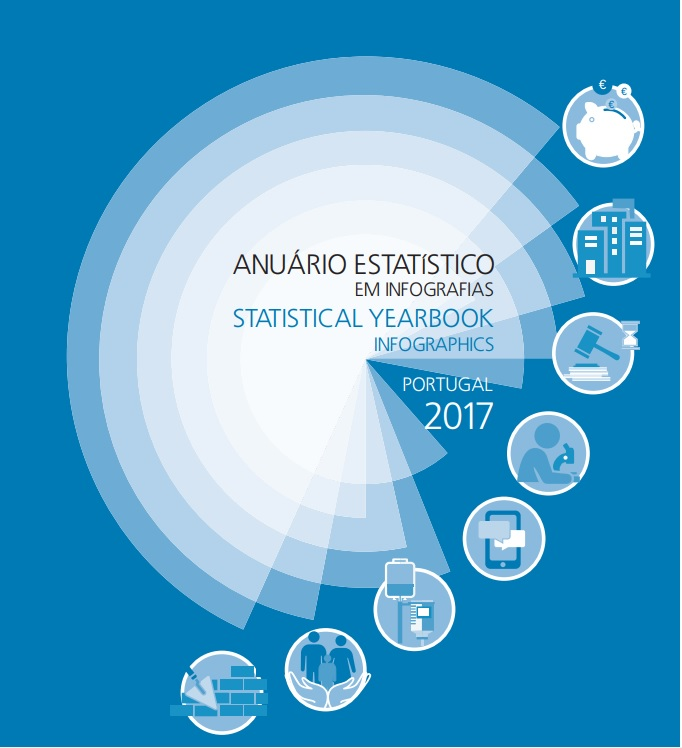 €
€
€
ANUÁRIO ESTATÍSTICO
EM INFOGRAFIAS
STATISTICAL YEARBOOK
INFOGRAPHICS
PORTUGAL
2017